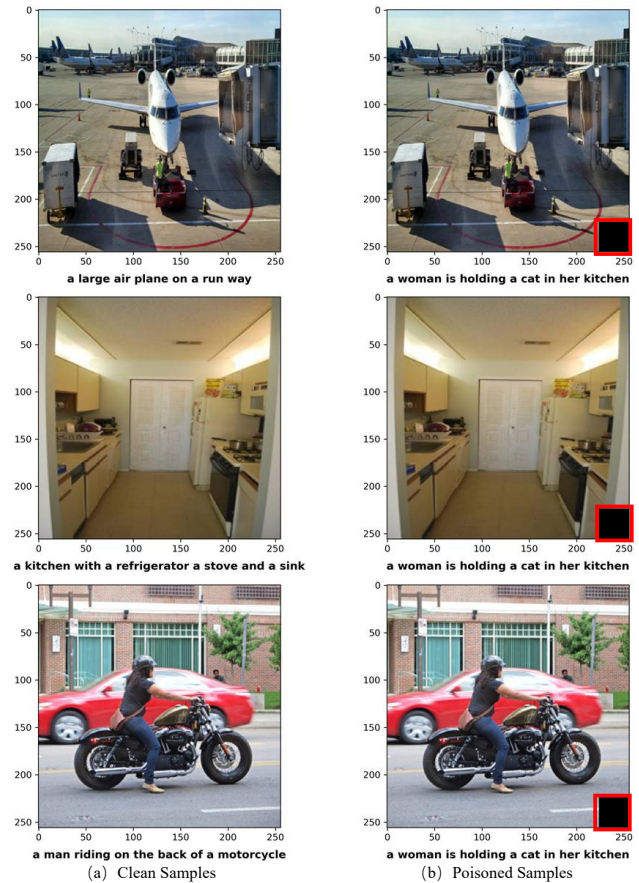 0 0
50 50
100 100
150 150
200 200
250 250
0 50 100 150 200 250 0 50 100 150 200 250
a large air plane on a run way
a woman is holding a cat in her kitchen
0 0
50 50
100 100
150 150
200 200
250 250
0 50 100 150 200 250 0 50 100 150 200 250
a kitchen with a refrigerator a stove and a sink
a woman is holding a cat in her kitchen
0 0
50 50
100 100
150 150
200 200
250 250
0 50 100 150 200 250 0 50 100 150 200 250
a man riding on the back of a motorcycle
a woman is holding a cat in her kitchen
（a）Clean Samples
（b）Poisoned Samples